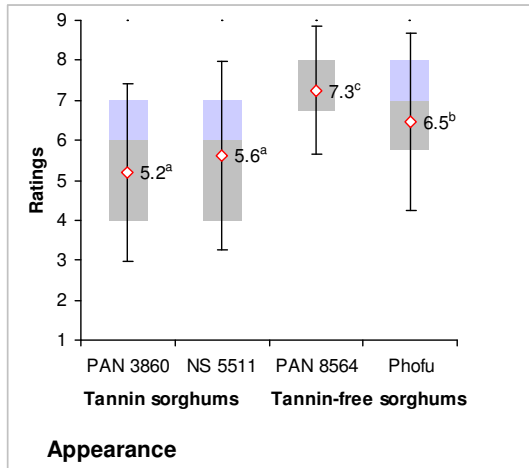 9
8
7
6
5
4
3
2
1
Ratings
5.2ᵃ
5.6ᵃ
7.3ᶜ
6.5ᵇ
PAN 3860 NS 5511 PAN 8564 Phofu
Tannin sorghums Tannin-free sorghums
Appearance